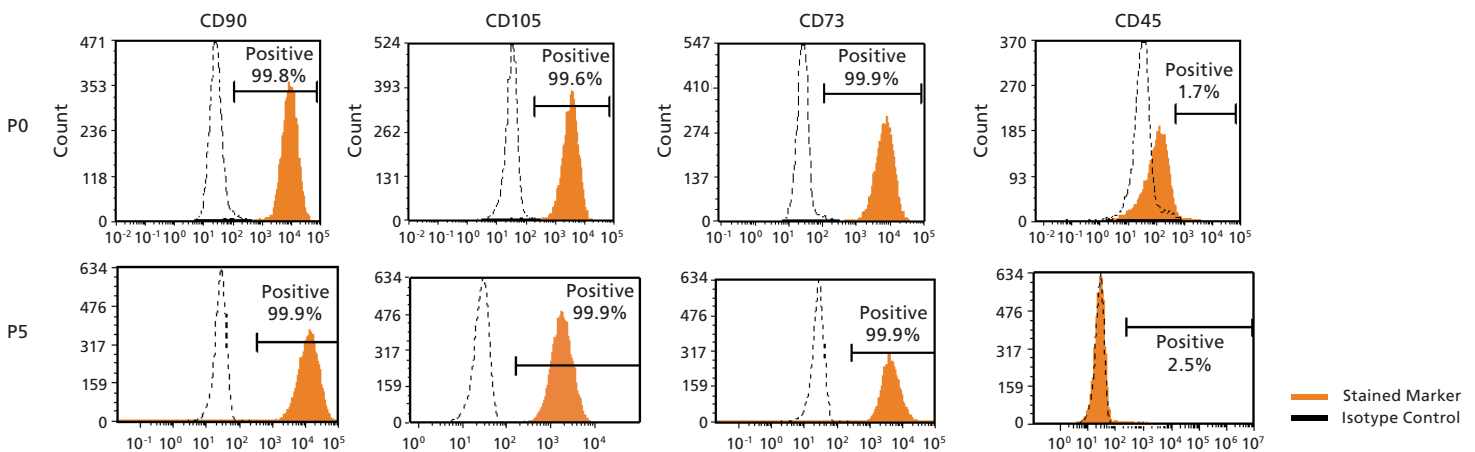 CD90 CD105 CD73 CD45
P0
Count
471
353
236
118
0
Positive
99.8%
10-2 10-1 100 101 102 103 104 105
Count
524
393
262
131
0
Positive
99.6%
10-2 10-1 100 101 102 103 104 105
Count
547
410
274
137
0
Positive
99.9%
10-1 100 101 102 103 104 105
Count
370
270
185
93
0
Positive
1.7%
10-2 10-1 100 101 102 103 104 105
P5
634
476
317
159
0
Positive
99.9%
10-1 100 101 102 103 104 105
634
476
317
159
0
Positive
99.9%
100 101 102 103 104
634
476
317
159
0
Positive
99.9%
10-1 100 101 102 103 104 105
634
476
317
159
0
Positive
2.5%
100 101 102 103 104 105 106 107
Stained Marker
Isotype Control